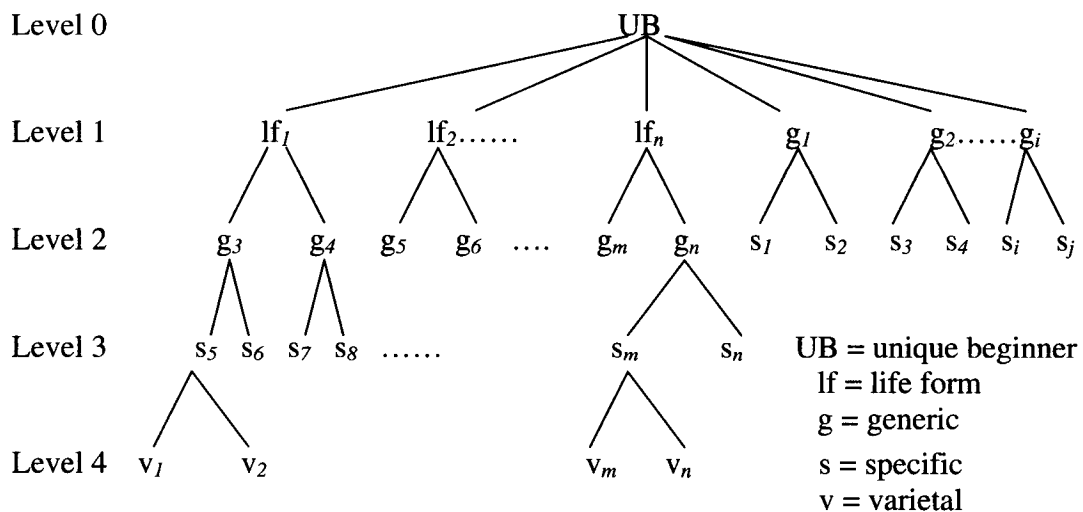 Level 0 UB
Level 1 lf1 lf2...... lfn g1 g2......gi
Level 2 g3 g4 g5 g6 .... gm gn s1 s2 s3 s4 si sj
Level 3 s5 s6 s7 s8 ...... sm sn UB = unique beginner
lf = life form
g = generic
Level 4 v1 v2 vm vn s = specific
v = varietal